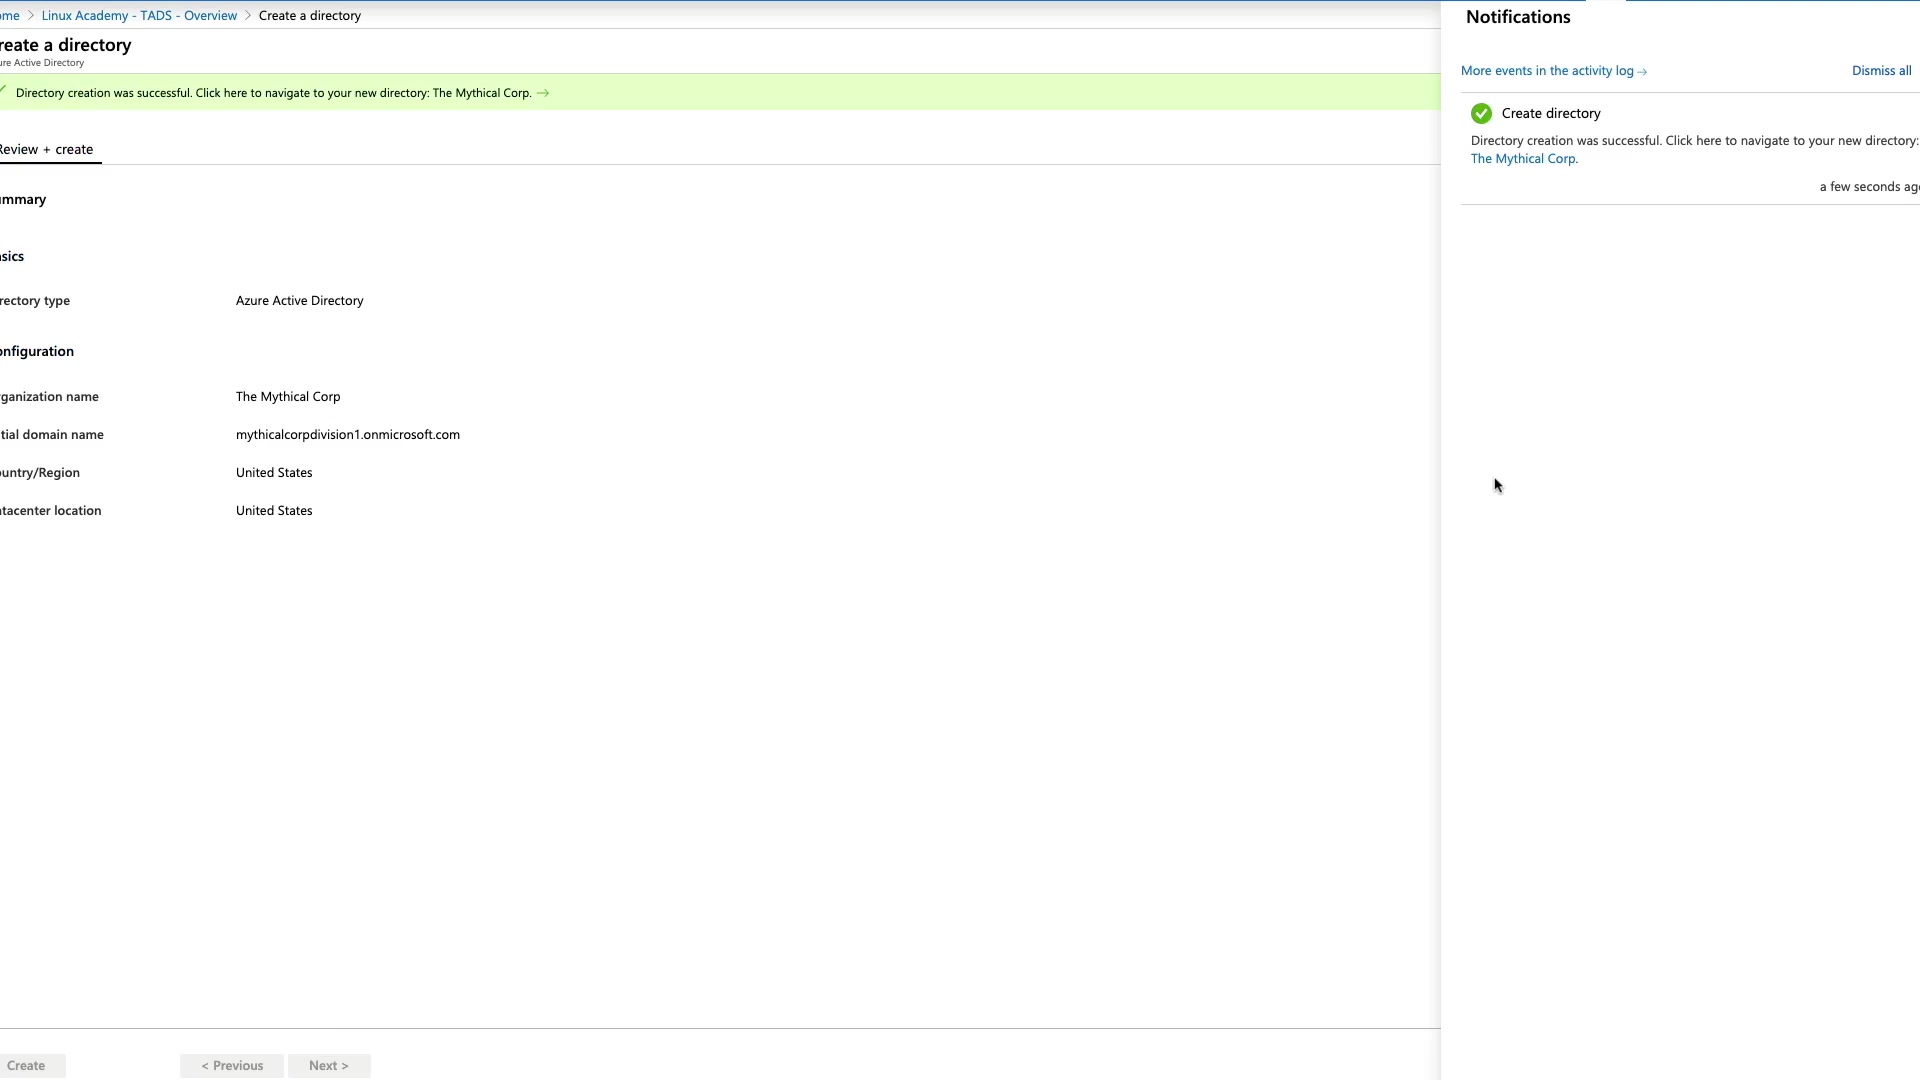 ome > Linux Academy - TADS - Overview > Create a directory
reate a directory
ure Active Directory
Directory creation was successful. Click here to navigate to your new directory: The Mythical Corp. →
Review + create
mmary
sics
rectory type Azure Active Directory
onfiguration
ganization name The Mythical Corp
tial domain name mythicalcorpdivision1.onmicrosoft.com
ountry/Region United States
atacenter location United States
Create < Previous Next >
Notifications
More events in the activity log → Dismiss all
Create directory
Directory creation was successful. Click here to navigate to your new directory:
The Mythical Corp.
a few seconds ago